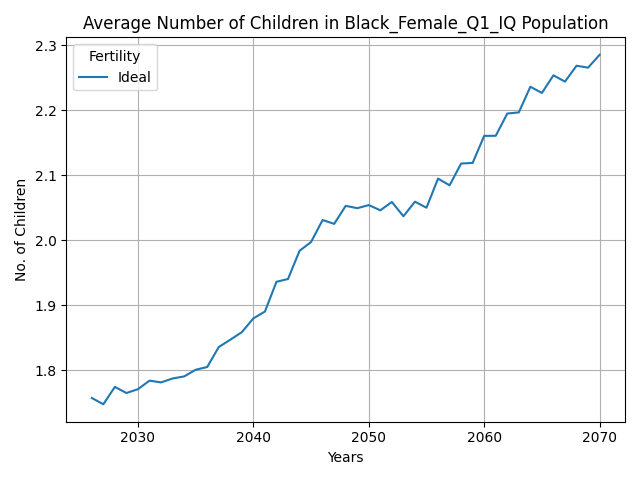 Average Number of Children in Black_Female_Q1_IQ Population
Fertility
Ideal
No. of Children
2.3
2.2
2.1
2.0
1.9
1.8
2030 2040 2050 2060 2070
Years